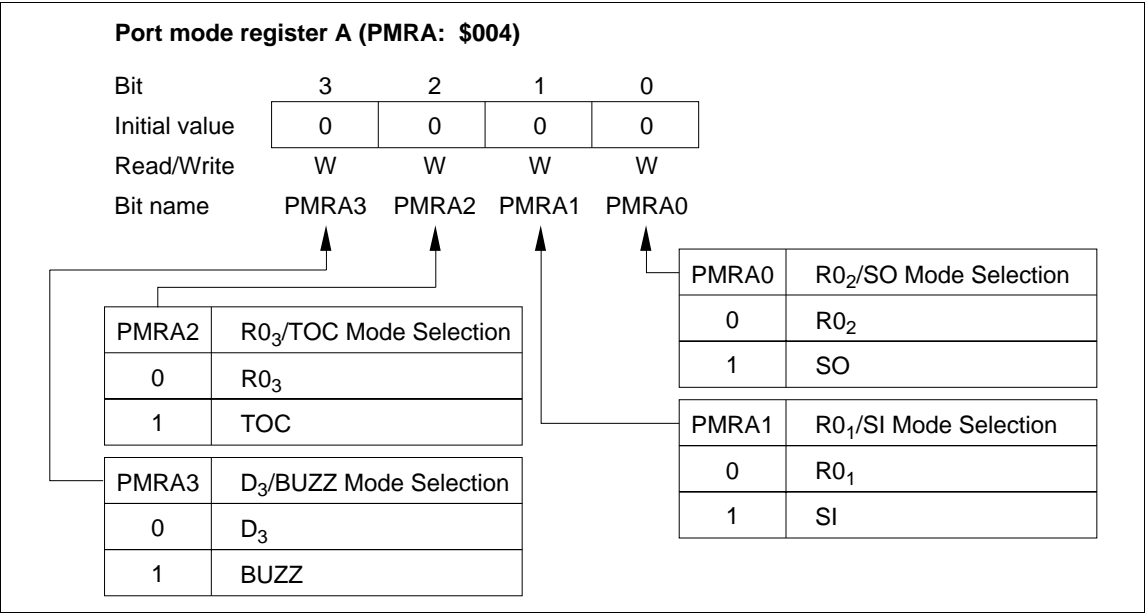 Port mode register A (PMRA: $004)
Bit 3 2 1 0
Initial value 0 0 0 0
Read/Write W W W W
Bit name PMRA3 PMRA2 PMRA1 PMRA0
PMRA0 R0₂/SO Mode Selection
0 R0₂
1 SO
PMRA2 R0₃/TOC Mode Selection
0 R0₃
1 TOC
PMRA1 R0₁/SI Mode Selection
0 R0₁
1 SI
PMRA3 D₃/BUZZ Mode Selection
0 D₃
1 BUZZ